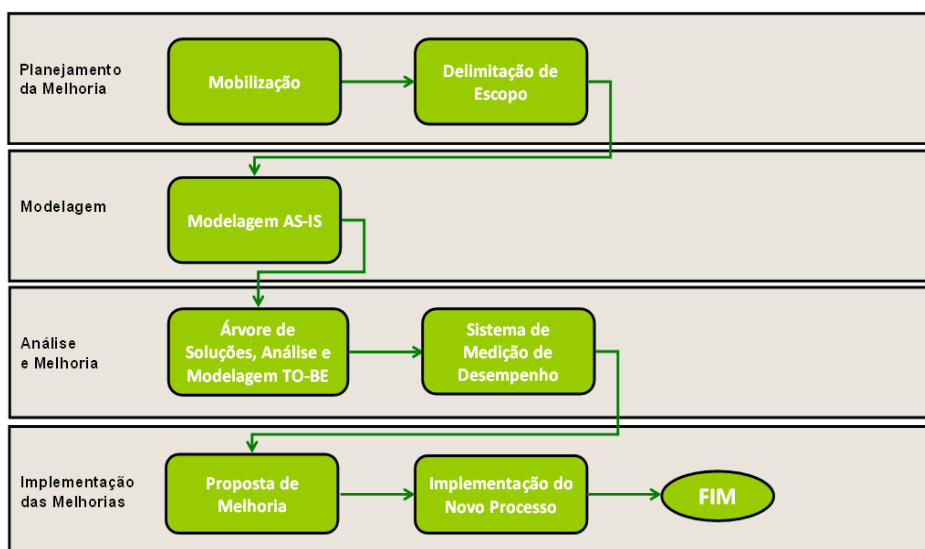 Planejamento
da Melhoria
Mobilização
Delimitação de
Escopo
Modelagem
Modelagem AS-IS
Análise
e Melhoria
Árvore de
Soluções, Análise e
Modelagem TO-BE
Sistema de
Medição de
Desempenho
Implementação
das Melhorias
Proposta de
Melhoria
Implementação do
Novo Processo
FIM